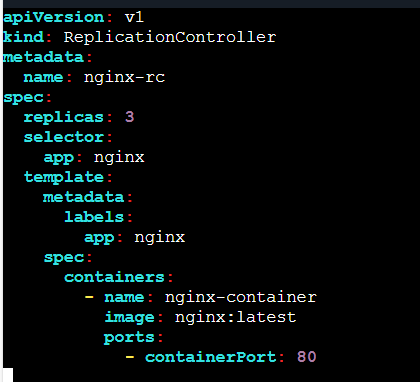 apiVersion: v1
kind: ReplicationController
metadata:
  name: nginx-rc
spec:
  replicas: 3
  selector:
    app: nginx
  template:
    metadata:
      labels:
        app: nginx
    spec:
      containers:
        - name: nginx-container
          image: nginx:latest
          ports:
            - containerPort: 80